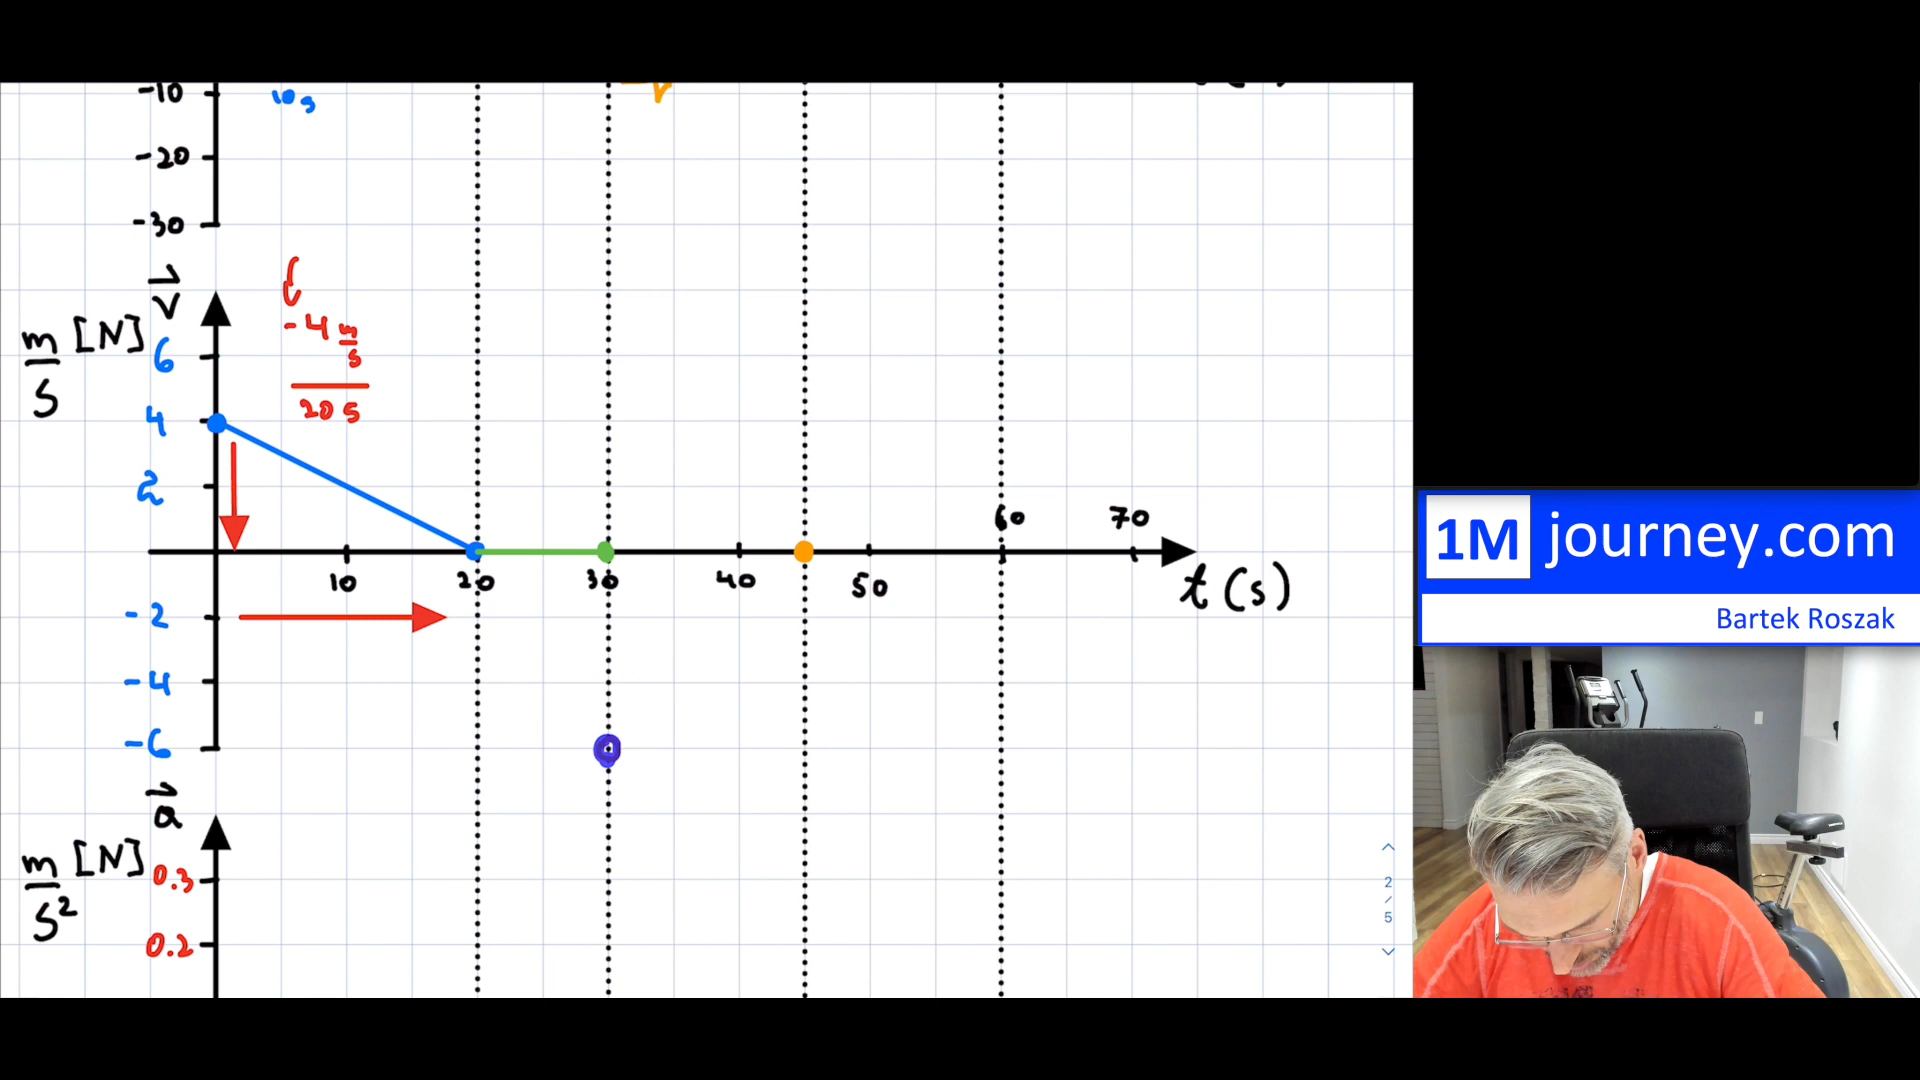 -10
10 s
-20
-30
v
m/s [N]
6
-4 m/s
20 s
4
2
60 70
10 20 30 40 50
t (s)
-2
-4
-6
a
m/s² [N]
0.3
0.2
1M journey.com
Bartek Roszak
2
/
5